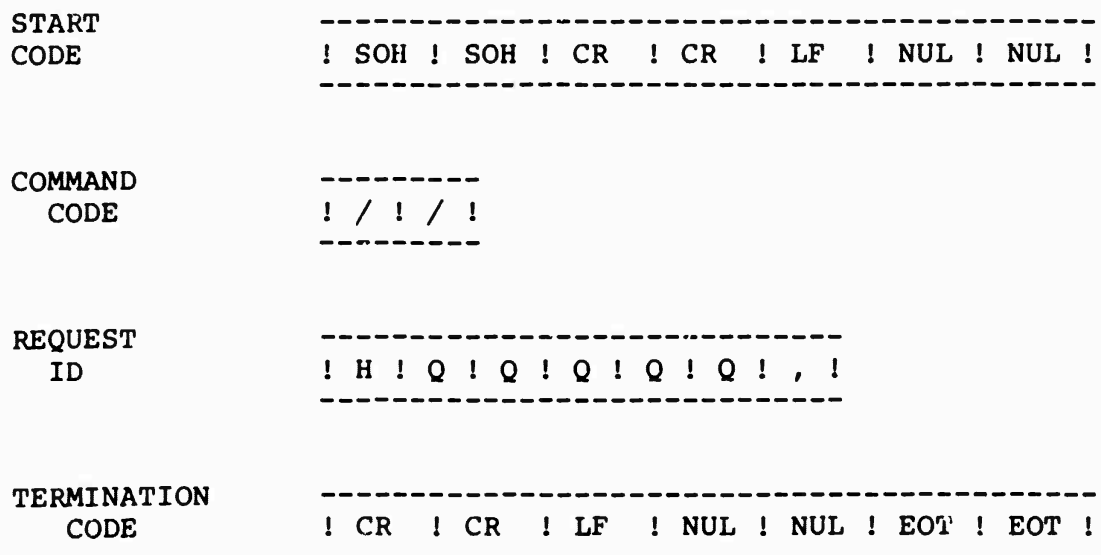 START
CODE ! SOH ! SOH ! CR ! CR ! LF ! NUL ! NUL !
COMMAND
CODE ! / ! / !
REQUEST
ID ! H ! Q ! Q ! Q ! Q ! Q ! , !
TERMINATION
CODE ! CR ! CR ! LF ! NUL ! NUL ! EOT ! EOT !